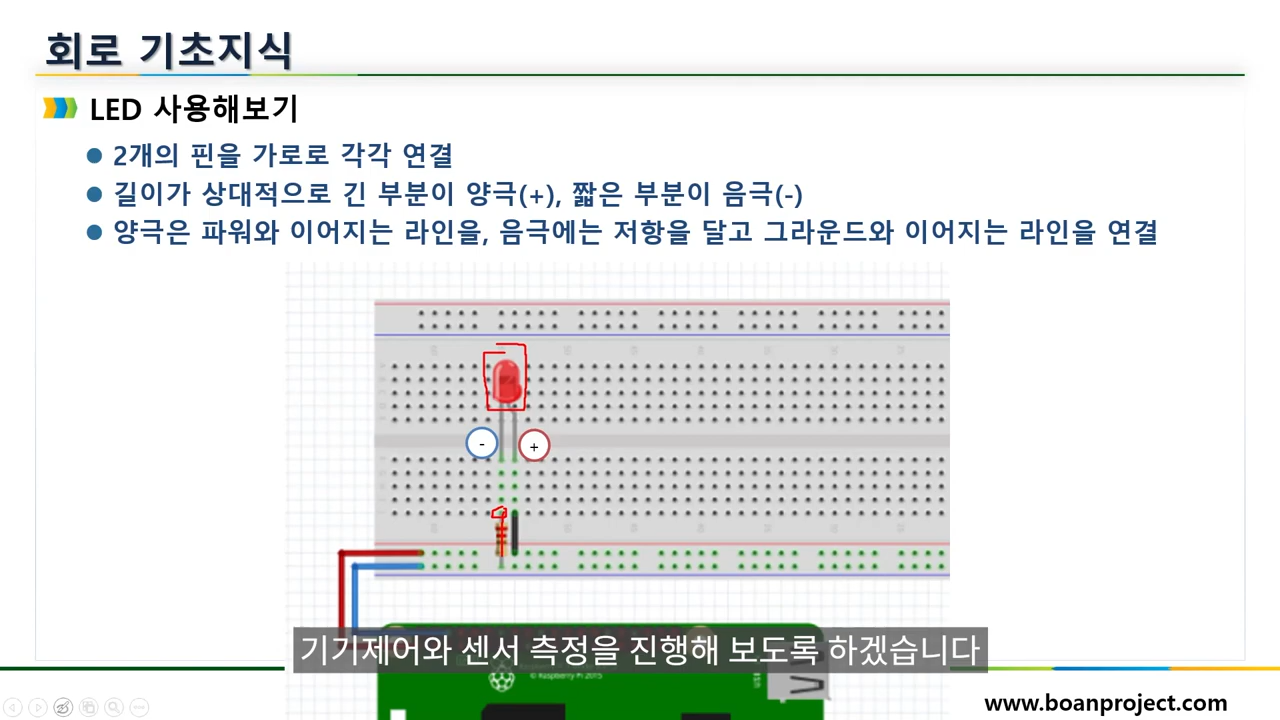 회로 기초지식
LED 사용해보기
2개의 핀을 가로로 각각 연결
길이가 상대적으로 긴 부분이 양극(+), 짧은 부분이 음극(-)
양극은 파워와 이어지는 라인을, 음극에는 저항을 달고 그라운드와 이어지는 라인을 연결
- +
기기제어와 센서 측정을 진행해 보도록 하겠습니다
© Raspberry Pi 2015
www.boanproject.com